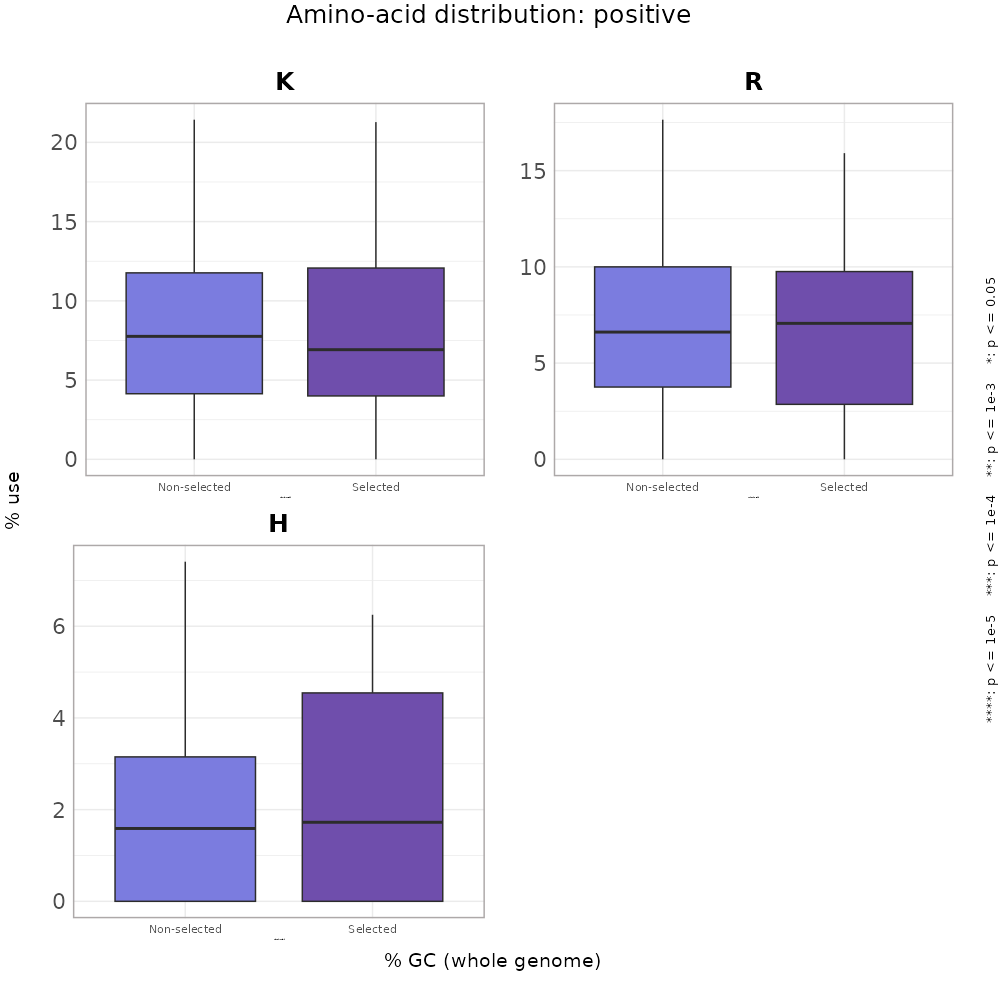 Amino-acid distribution: positive
K
20
15
10
5
0
Non-selected
Selected
R
15
10
5
0
Non-selected
Selected
% use
H
6
4
2
0
Non-selected
Selected
% GC (whole genome)
****: p <= 1e-5 ***: p <= 1e-4 **: p <= 1e-3 *: p <= 0.05